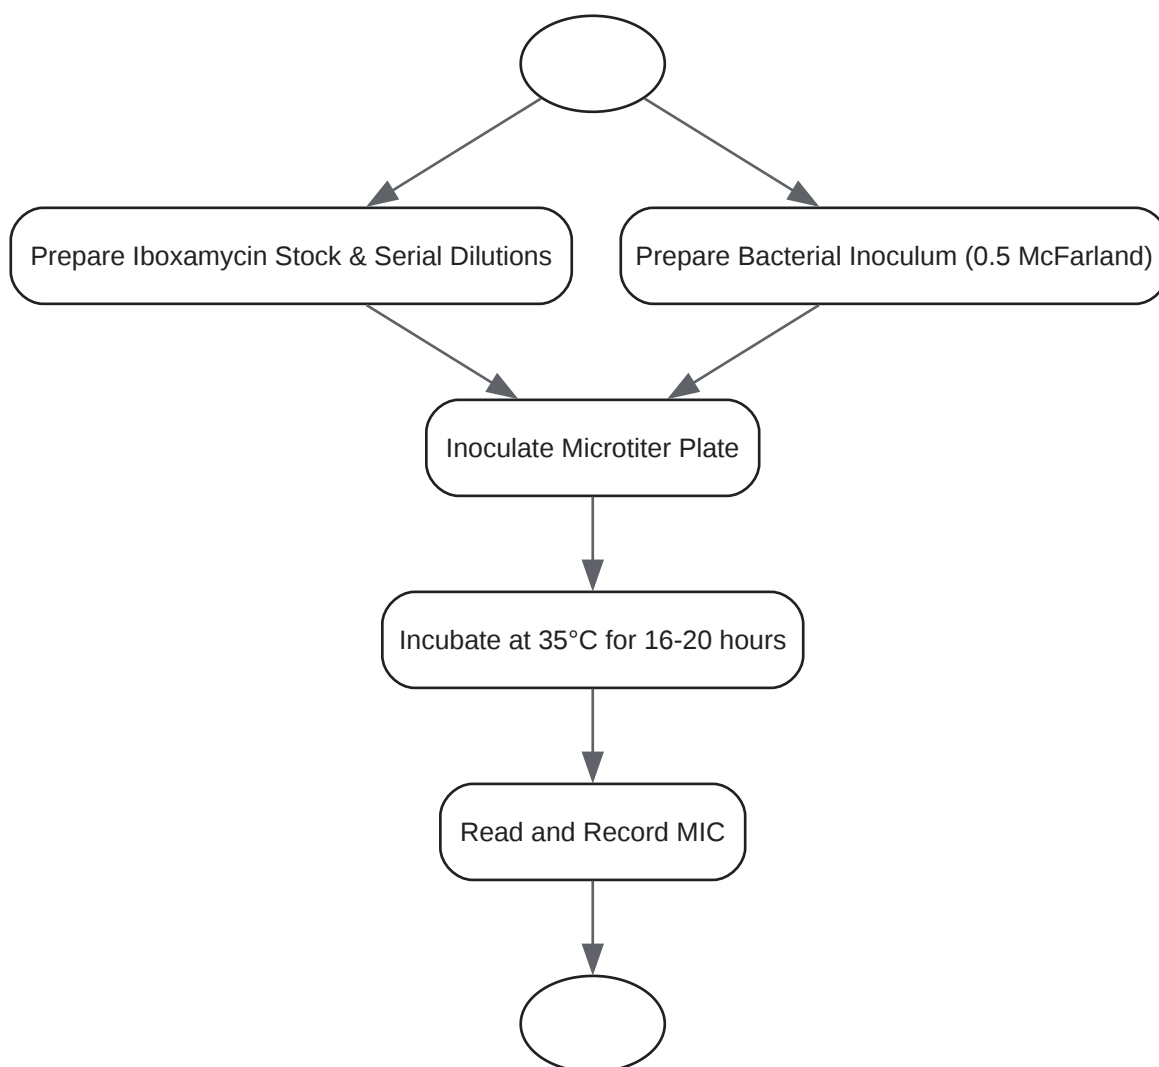 Prepare Iboxamycin Stock & Serial Dilutions
Prepare Bacterial Inoculum (0.5 McFarland)
Inoculate Microtiter Plate
Incubate at 35°C for 16-20 hours
Read and Record MIC